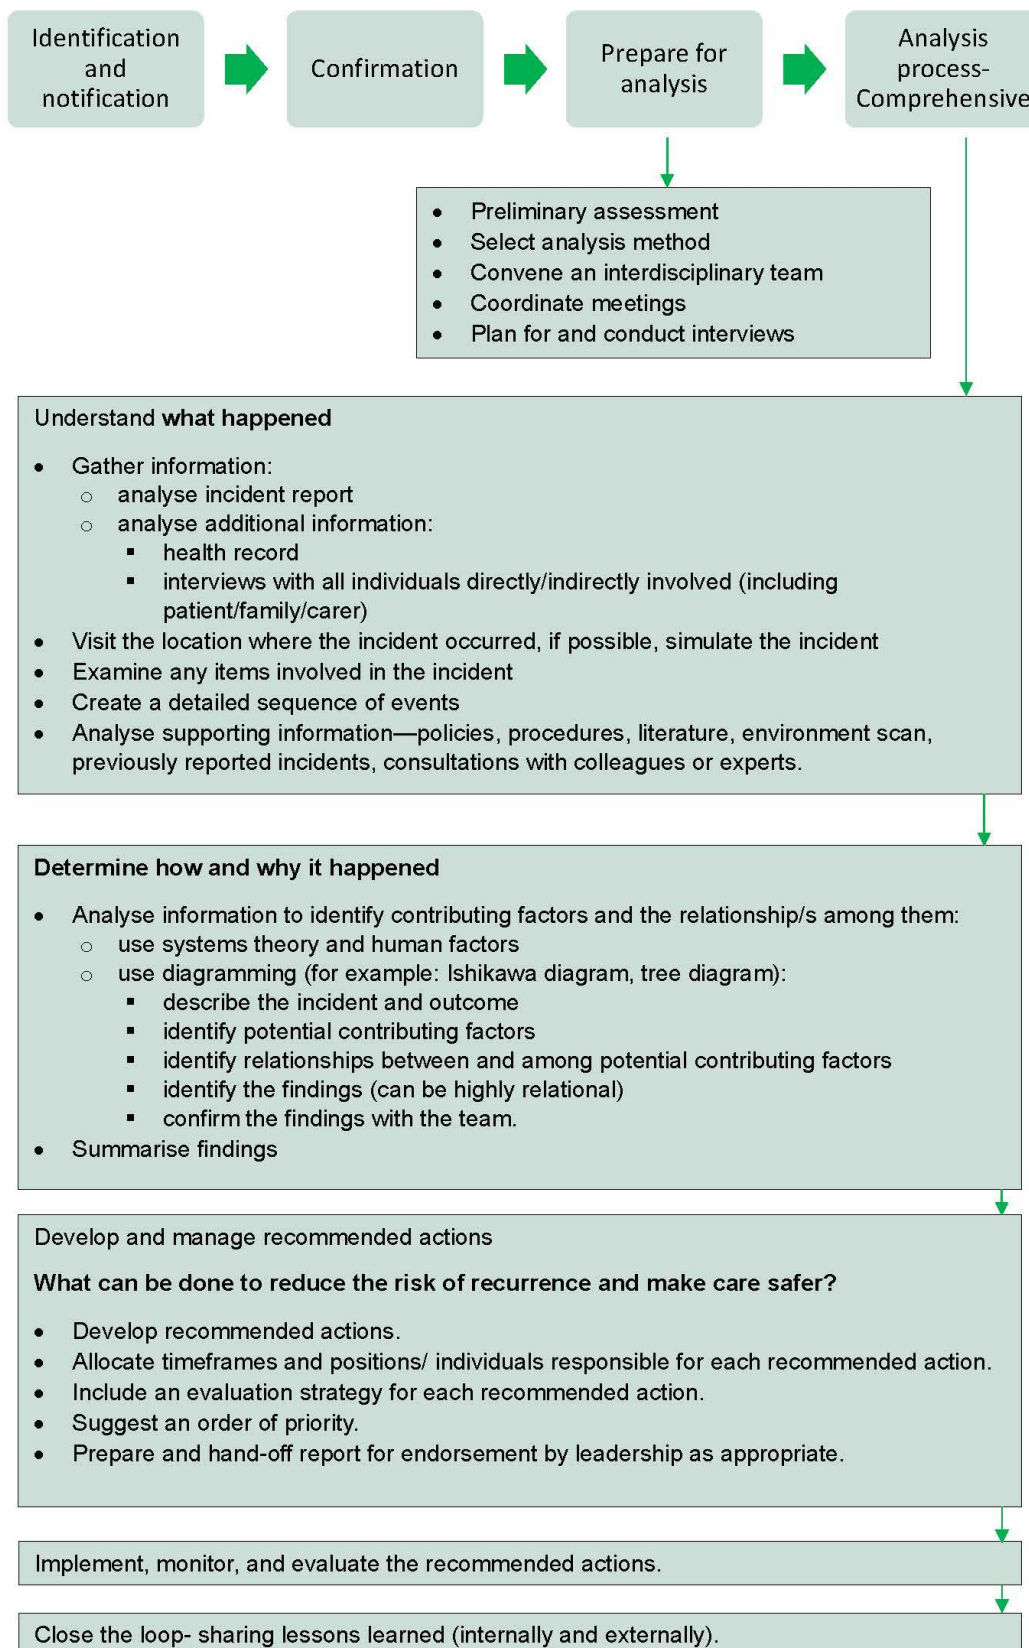 Identification
and
notification
Confirmation
Prepare for
analysis
Analysis
process-
Comprehensive
• Preliminary assessment
• Select analysis method
• Convene an interdisciplinary team
• Coordinate meetings
• Plan for and conduct interviews
Understand what happened
• Gather information:
○ analyse incident report
○ analyse additional information:
▪ health record
▪ interviews with all individuals directly/indirectly involved (including
patient/family/carer)
• Visit the location where the incident occurred, if possible, simulate the incident
• Examine any items involved in the incident
• Create a detailed sequence of events
• Analyse supporting information—policies, procedures, literature, environment scan,
previously reported incidents, consultations with colleagues or experts.
Determine how and why it happened
• Analyse information to identify contributing factors and the relationship/s among them:
○ use systems theory and human factors
○ use diagramming (for example: Ishikawa diagram, tree diagram):
▪ describe the incident and outcome
▪ identify potential contributing factors
▪ identify relationships between and among potential contributing factors
▪ identify the findings (can be highly relational)
▪ confirm the findings with the team.
• Summarise findings
Develop and manage recommended actions
What can be done to reduce the risk of recurrence and make care safer?
• Develop recommended actions.
• Allocate timeframes and positions/ individuals responsible for each recommended action.
• Include an evaluation strategy for each recommended action.
• Suggest an order of priority.
• Prepare and hand-off report for endorsement by leadership as appropriate.
Implement, monitor, and evaluate the recommended actions.
Close the loop- sharing lessons learned (internally and externally).